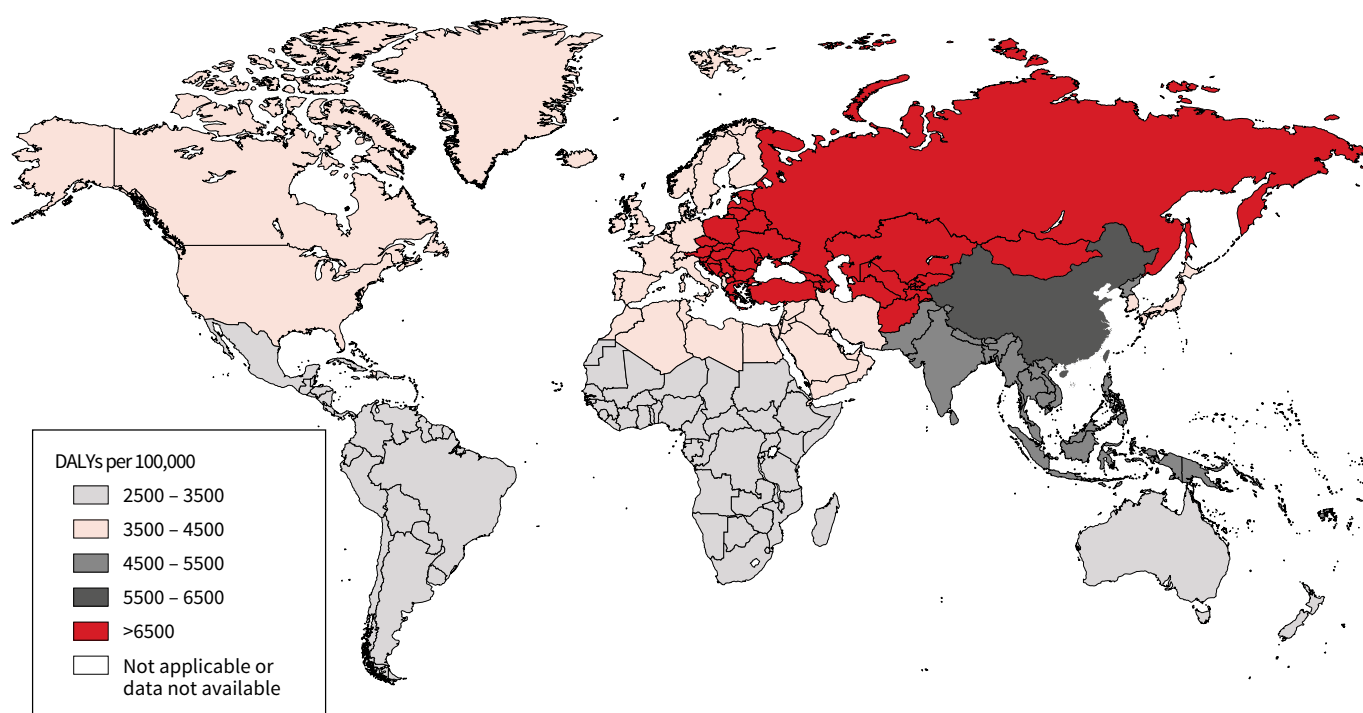 DALYs per 100,000
2500 – 3500
3500 – 4500
4500 – 5500
5500 – 6500
>6500
Not applicable or
data not available